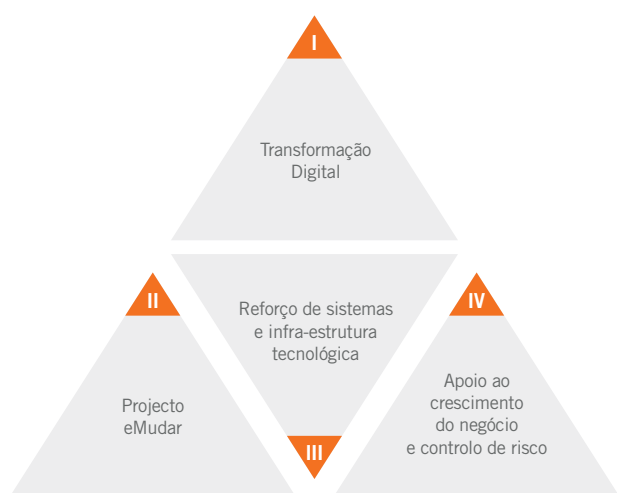 I
Transformação
Digital
II
Projecto
eMudar
Reforço de sistemas
e infra-estrutura
tecnológica
III
IV
Apoio ao
crescimento
do negócio
e controlo de risco